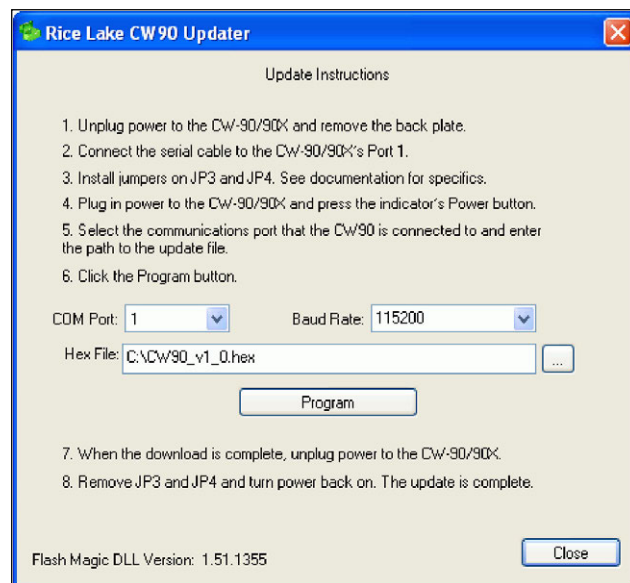 Rice Lake CW90 Updater
Update Instructions
1. Unplug power to the CW-90/90X and remove the back plate.
2. Connect the serial cable to the CW-90/90X's Port 1.
3. Install jumpers on JP3 and JP4. See documentation for specifics.
4. Plug in power to the CW-90/90X and press the indicator's Power button.
5. Select the communications port that the CW90 is connected to and enter
the path to the update file.
6. Click the Program button.
COM Port: 1 Baud Rate: 115200
Hex File: C:\CW90_v1_0.hex ...
Program
7. When the download is complete, unplug power to the CW-90/90X.
8. Remove JP3 and JP4 and turn power back on. The update is complete.
Flash Magic DLL Version: 1.51.1355 Close